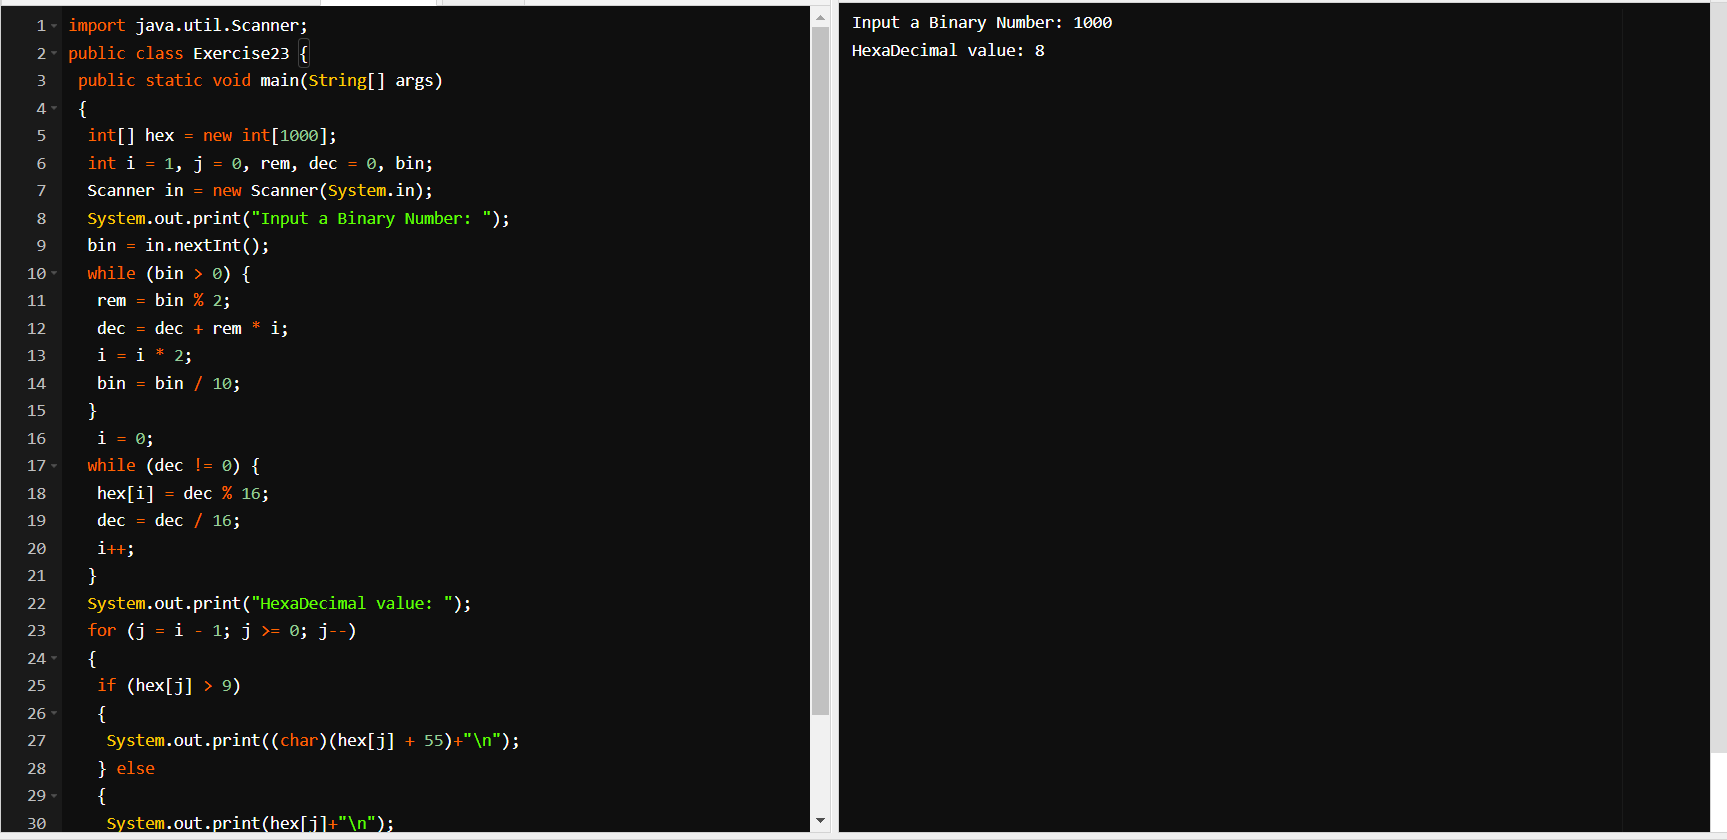 1 import java.util.Scanner;
2 public class Exercise23 {
3 public static void main(String[] args)
4 {
5 int[] hex = new int[1000];
6 int i = 1, j = 0, rem, dec = 0, bin;
7 Scanner in = new Scanner(System.in);
8 System.out.print("Input a Binary Number: ");
9 bin = in.nextInt();
10 while (bin > 0) {
11 rem = bin % 2;
12 dec = dec + rem * i;
13 i = i * 2;
14 bin = bin / 10;
15 }
16 i = 0;
17 while (dec != 0) {
18 hex[i] = dec % 16;
19 dec = dec / 16;
20 i++;
21 }
22 System.out.print("HexaDecimal value: ");
23 for (j = i - 1; j >= 0; j--)
24 {
25 if (hex[j] > 9)
26 {
27 System.out.print((char)(hex[j] + 55)+"\n");
28 } else
29 {
30 System.out.print(hex[j]+"\n");
Input a Binary Number: 1000
HexaDecimal value: 8